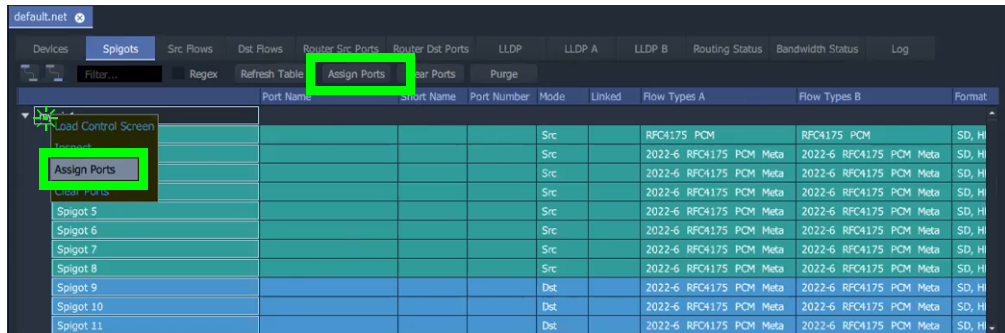 default.net
Devices Spigots Src Flows Dst Flows Router Src Ports Router Dst Ports LLDP LLDP A LLDP B Routing Status Bandwidth Status Log
Filter... Regex Refresh Table Assign Ports Ports Purge
Port Name Short Name Port Number Mode Linked Flow Types A Flow Types B Format
Load Control Screen
Src RFC4175 PCM RFC4175 PCM SD, H
Inspect
Src 2022-6 RFC4175 PCM Meta 2022-6 RFC4175 PCM Meta SD, H
Assign Ports
Src 2022-6 RFC4175 PCM Meta 2022-6 RFC4175 PCM Meta SD, H
Clear Ports
Src 2022-6 RFC4175 PCM Meta 2022-6 RFC4175 PCM Meta SD, H
Spigot 5 Src 2022-6 RFC4175 PCM Meta 2022-6 RFC4175 PCM Meta SD, H
Spigot 6 Src 2022-6 RFC4175 PCM Meta 2022-6 RFC4175 PCM Meta SD, H
Spigot 7 Src 2022-6 RFC4175 PCM Meta 2022-6 RFC4175 PCM Meta SD, H
Spigot 8 Src 2022-6 RFC4175 PCM Meta 2022-6 RFC4175 PCM Meta SD, H
Spigot 9 Dst 2022-6 RFC4175 PCM Meta 2022-6 RFC4175 PCM Meta SD, H
Spigot 10 Dst 2022-6 RFC4175 PCM Meta 2022-6 RFC4175 PCM Meta SD, H
Spigot 11 Dst 2022-6 RFC4175 PCM Meta 2022-6 RFC4175 PCM Meta SD, H